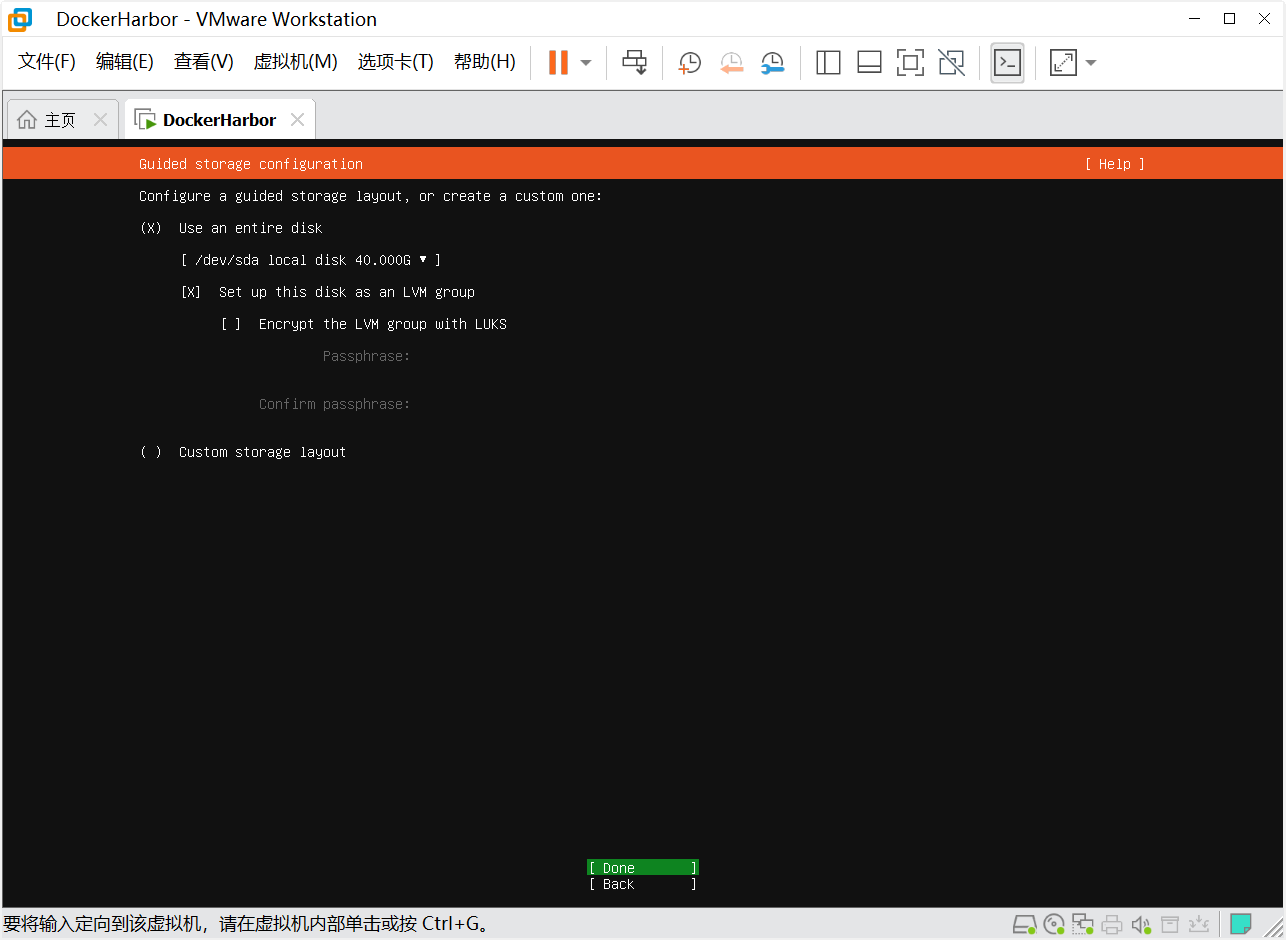 DockerHarbor - VMware Workstation
文件(F) 编辑(E) 查看(V) 虚拟机(M) 选项卡(T) 帮助(H)
主页 DockerHarbor
Guided storage configuration [ Help ]
Configure a guided storage layout, or create a custom one:
(X) Use an entire disk
[ /dev/sda local disk 40.000G ▾ ]
[X] Set up this disk as an LVM group
[ ] Encrypt the LVM group with LUKS
Passphrase:
Confirm passphrase:
( ) Custom storage layout
[ Done ]
[ Back ]
要将输入定向到该虚拟机，请在虚拟机内部单击或按 Ctrl+G。